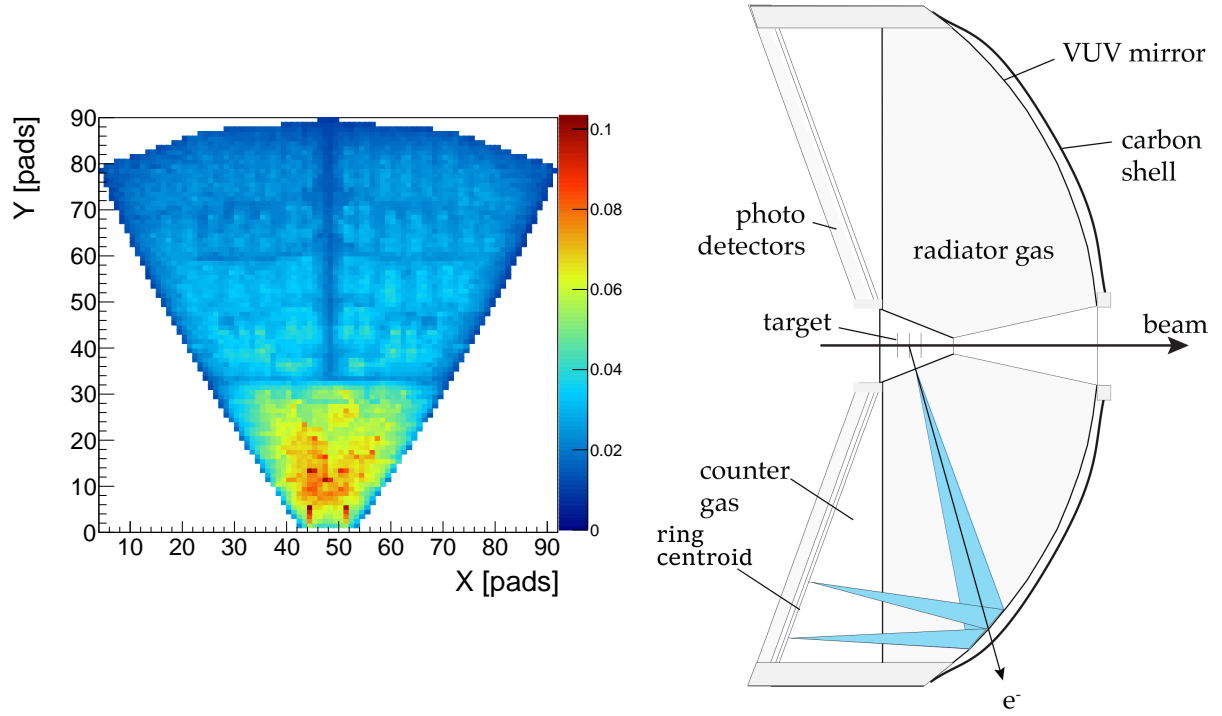 Y [pads]
90
80
70
60
50
40
30
20
10
0
10 20 30 40 50 60 70 80 90
X [pads]
0.1
0.08
0.06
0.04
0.02
0
VUV mirror
carbon
shell
photo
detectors
radiator gas
target
beam
counter
gas
ring
centroid
e-